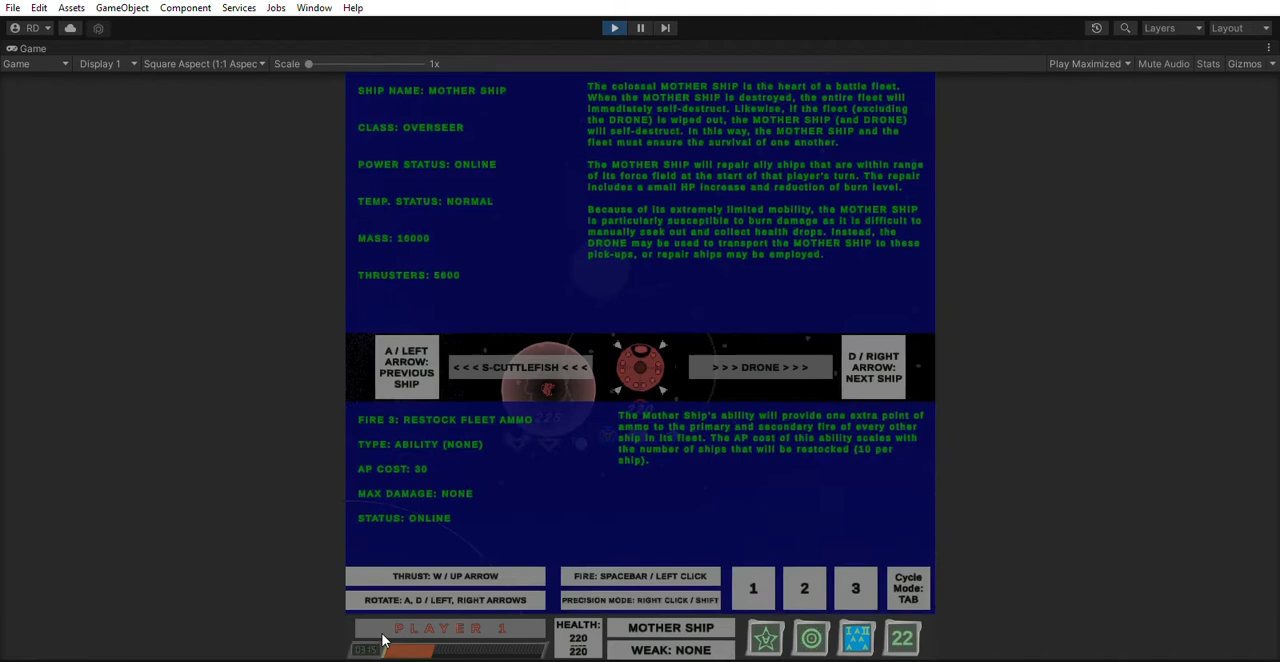 File Edit Assets GameObject Component Services Jobs Window Help
RD Layers Layout
Game
Game Display 1 Square Aspect (1:1 Aspec Scale 1x Play Maximized Mute Audio Stats Gizmos
SHIP NAME: MOTHER SHIP
CLASS: OVERSEER
POWER STATUS: ONLINE
TEMP. STATUS: NORMAL
MASS: 16000
THRUSTERS: 5600
The colossal MOTHER SHIP is the heart of a battle fleet.
When the MOTHER SHIP is destroyed, the entire fleet will
immediately self-destruct. Likewise, if the fleet (excluding
the DRONE) is wiped out, the MOTHER SHIP (and DRONE)
will self-destruct. In this way, the MOTHER SHIP and the
fleet must ensure the survival of one another.
The MOTHER SHIP will repair ally ships that are within range
of its force field at the start of that player's turn. The repair
includes a small HP increase and reduction of burn level.
Because of its extremely limited mobility, the MOTHER SHIP
is particularly susceptible to burn damage as it is difficult to
manually seek out and collect health drops. Instead, the
DRONE may be used to transport the MOTHER SHIP to these
pick-ups, or repair ships may be employed.
A / LEFT
ARROW:
PREVIOUS
SHIP
< < < S-CUTTLEFISH < < <
> > > DRONE > > >
D / RIGHT
ARROW:
NEXT SHIP
225
220
FIRE 3: RESTOCK FLEET AMMO
TYPE: ABILITY (NONE)
AP COST: 30
MAX DAMAGE: NONE
STATUS: ONLINE
The Mother Ship's ability will provide one extra point of
ammo to the primary and secondary fire of every other
ship in its fleet. The AP cost of this ability scales with
the number of ships that will be restocked (10 per
ship).
THRUST: W / UP ARROW
ROTATE: A, D / LEFT, RIGHT ARROWS
FIRE: SPACEBAR / LEFT CLICK
PRECISION MODE: RIGHT CLICK / SHIFT
1
2
3
Cycle
Mode:
TAB
PLAYER 1
03:15
HEALTH:
220
220
MOTHER SHIP
WEAK: NONE
22